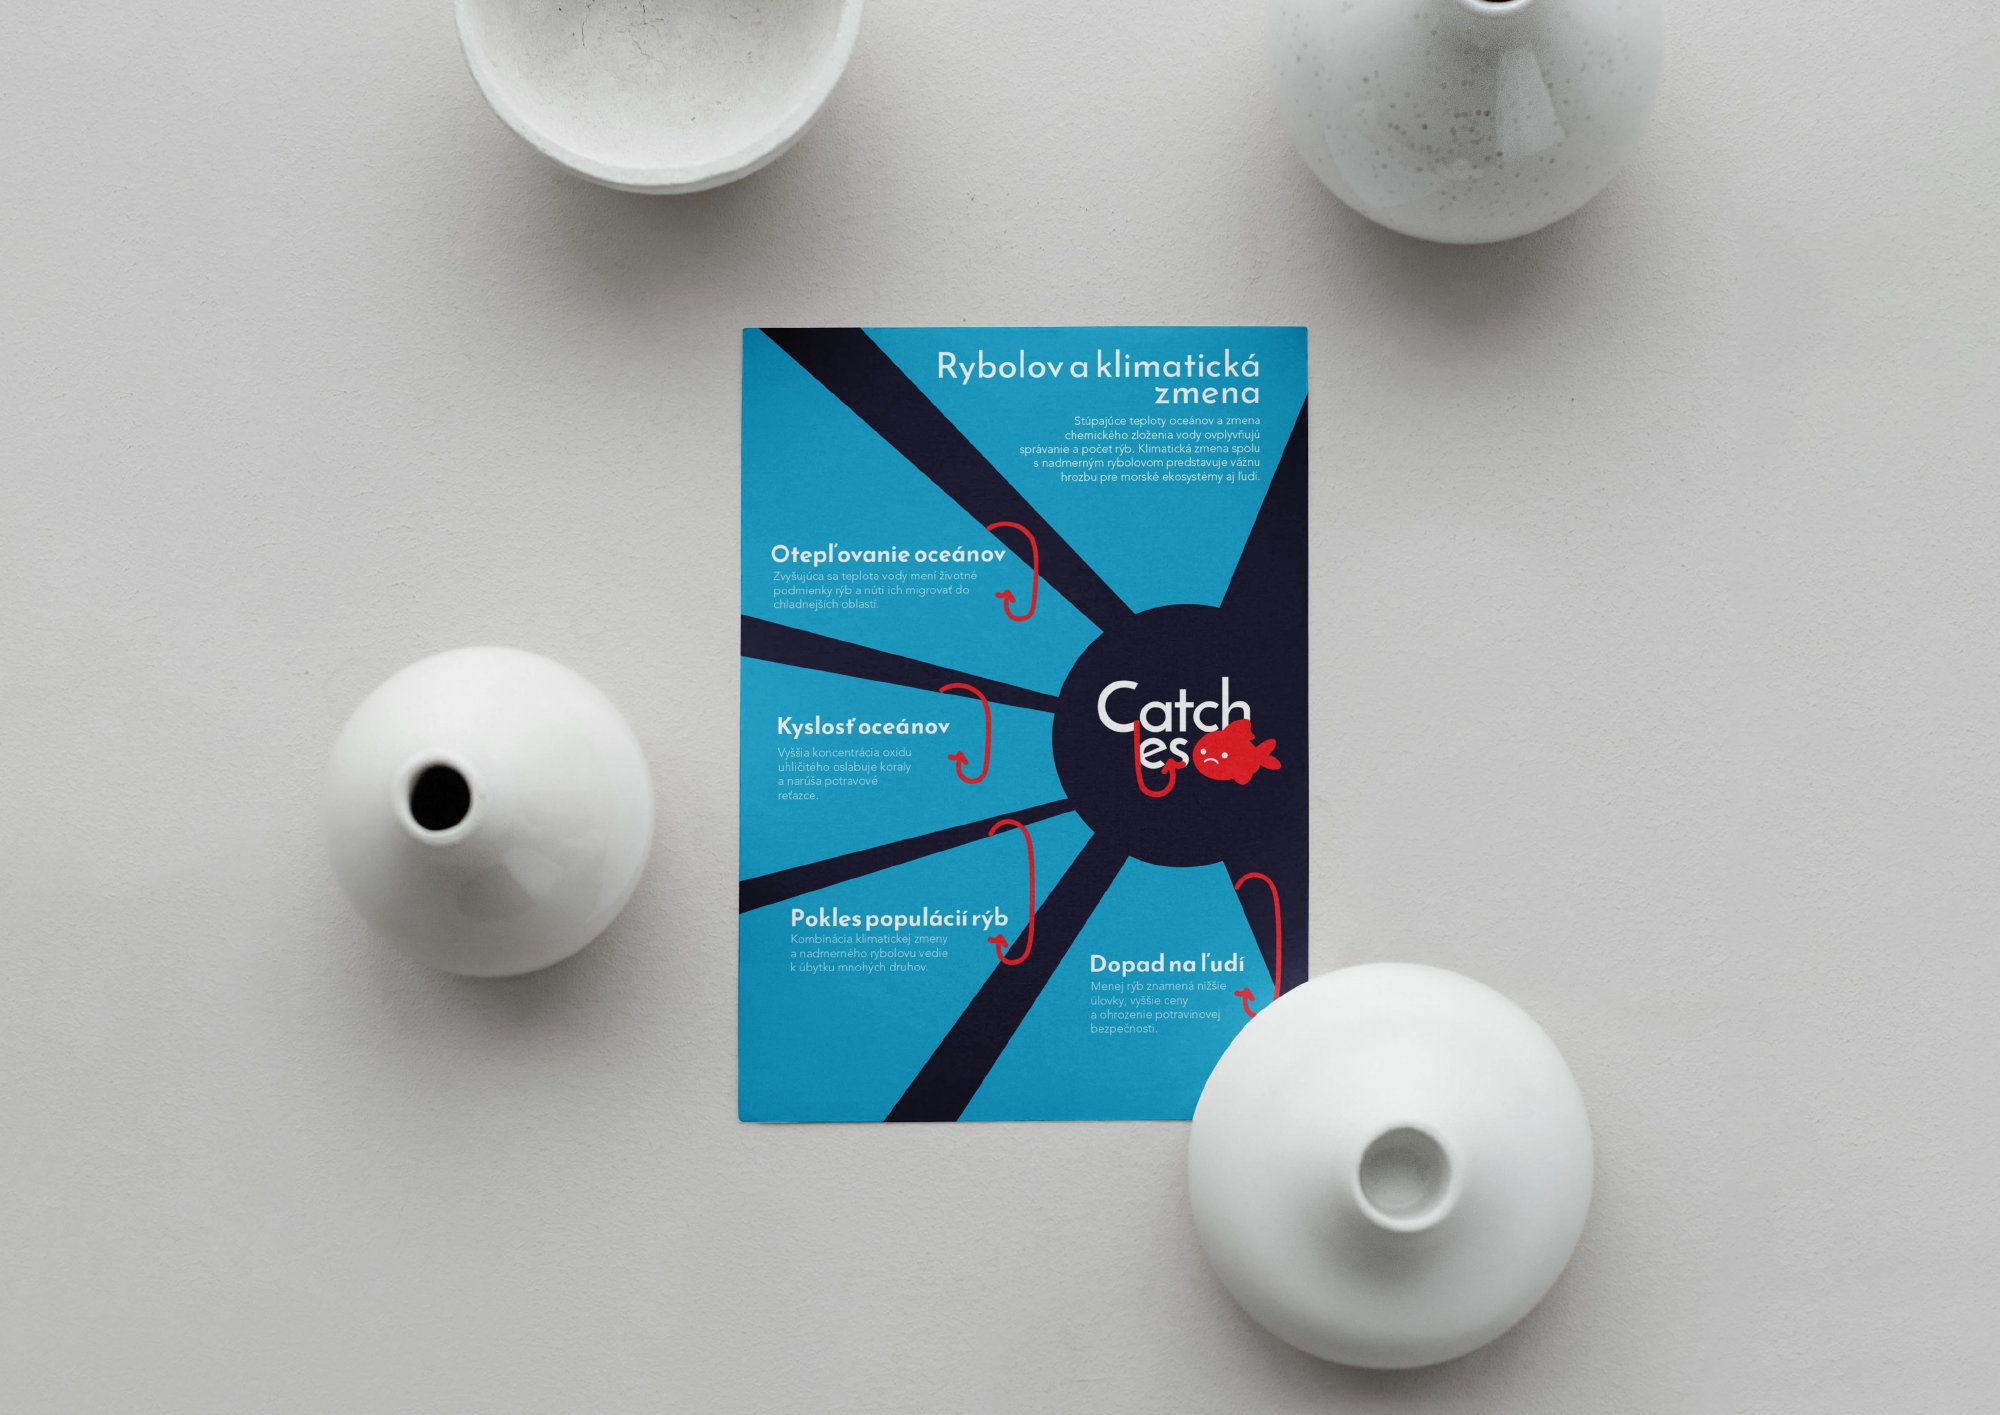 Rybolov a klimatická
zmena
Stúpajúce teploty oceánov a zmena
chemického zloženia vody ovplyvňujú
správanie a počet rýb. Klimatická zmena spolu
s nadmerným rybolovom predstavuje vážnu
hrozbu pre morské ekosystémy aj ľudí.
Otepľovanie oceánov
Zvyšujúca sa teplota vody mení životné
podmienky rýb a núti ich migrovať do
chladnejších oblastí.
Catch
es
Kyslosť oceánov
Vyššia koncentrácia oxidu
uhličitého oslabuje koraly
a narúša potravové
reťazce.
Pokles populácií rýb
Kombinácia klimatickej zmeny
a nadmerného rybolovu vedie
k úbytku mnohých druhov.
Dopad na ľudí
Menej rýb znamená nižšie
úlovky, vyššie ceny
a ohrozenie potravinovej
bezpečnosti.